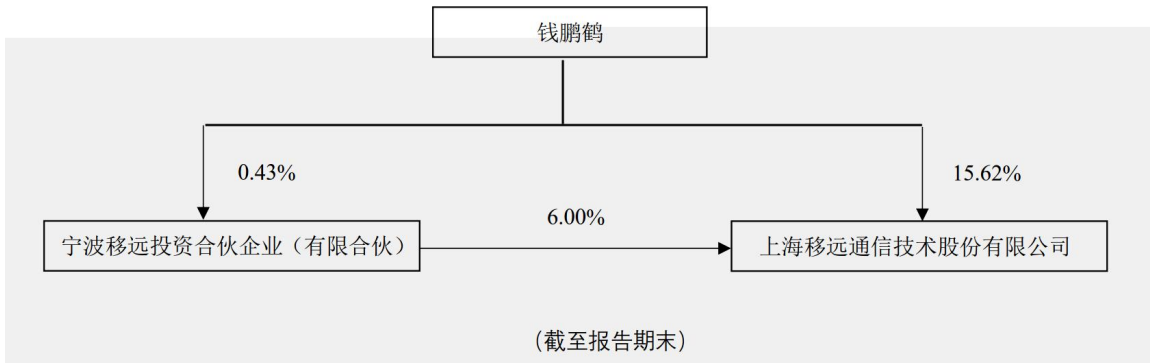 钱鹏鹤
0.43%
15.62%
6.00%
宁波移远投资合伙企业（有限合伙）
上海移远通信技术股份有限公司
（截至报告期末）